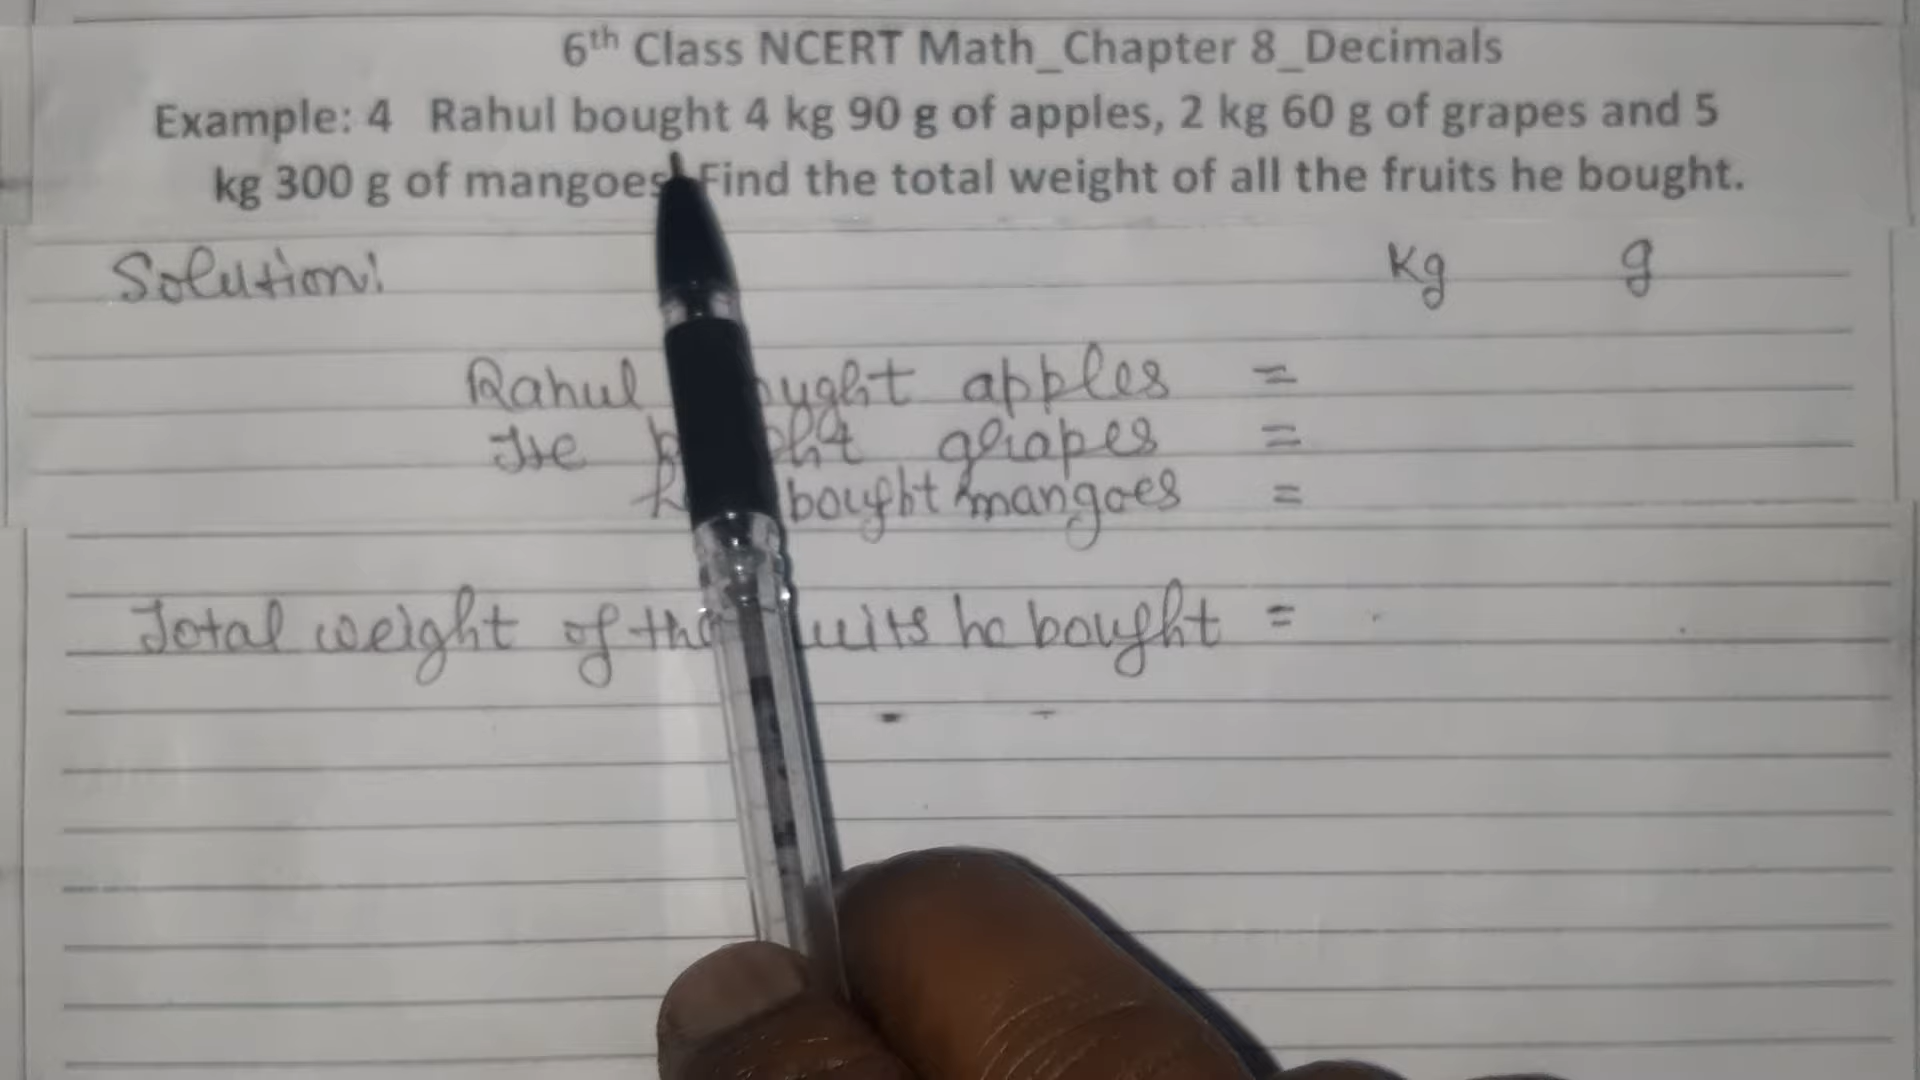 6th Class NCERT Math_Chapter 8_Decimals
Example: 4 Rahul bought 4 kg 90 g of apples, 2 kg 60 g of grapes and 5
kg 300 g of mangoes Find the total weight of all the fruits he bought.
Solution:
Kg g
Rahul apples =
He grapes =
bought mangoes =
Total weight of the he bought =